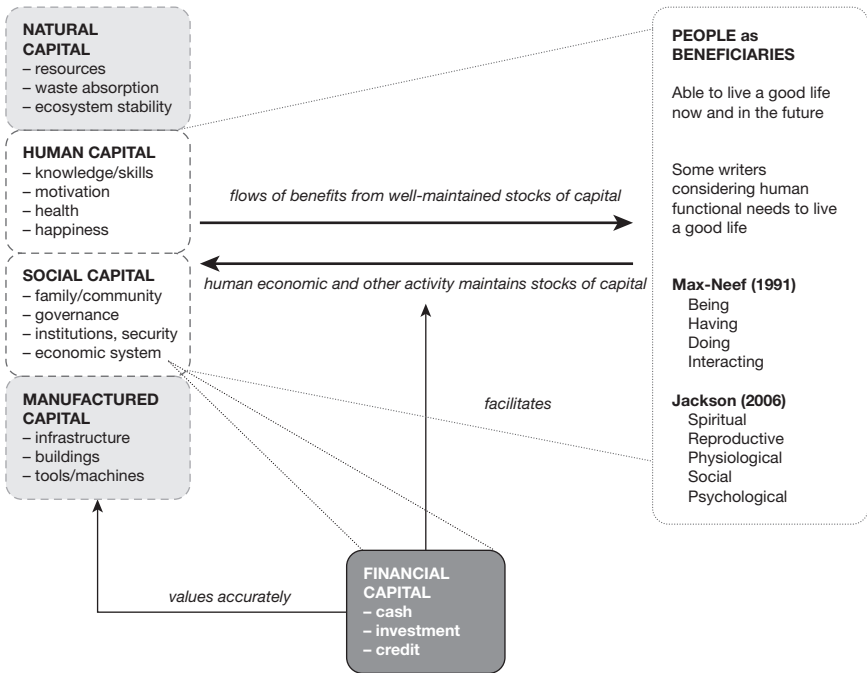 NATURAL
CAPITAL
– resources
– waste absorption
– ecosystem stability
HUMAN CAPITAL
– knowledge/skills
– motivation
– health
– happiness
SOCIAL CAPITAL
– family/community
– governance
– institutions, security
– economic system
MANUFACTURED
CAPITAL
– infrastructure
– buildings
– tools/machines
flows of benefits from well-maintained stocks of capital
human economic and other activity maintains stocks of capital
facilitates
values accurately
FINANCIAL
CAPITAL
– cash
– investment
– credit
PEOPLE as
BENEFICIARIES
Able to live a good life
now and in the future
Some writers
considering human
functional needs to live
a good life
Max-Neef (1991)
Being
Having
Doing
Interacting
Jackson (2006)
Spiritual
Reproductive
Physiological
Social
Psychological